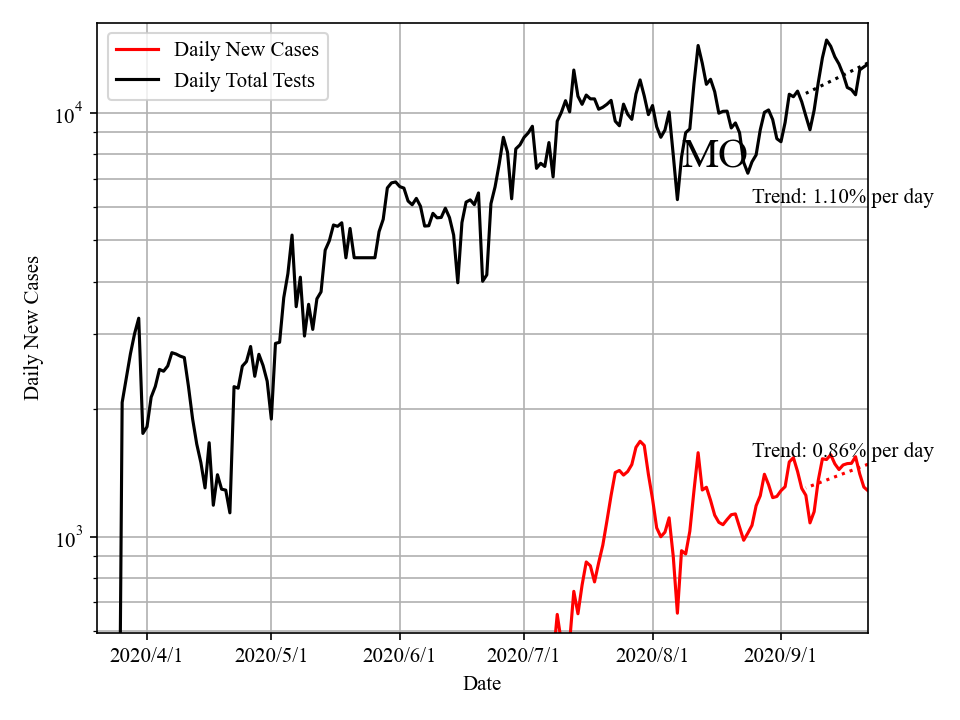 Daily New Cases
Daily Total Tests
10^4
MO
Trend: 1.10% per day
Daily New Cases
Trend: 0.86% per day
10^3
2020/4/1
2020/5/1
2020/6/1
2020/7/1
2020/8/1
2020/9/1
Date